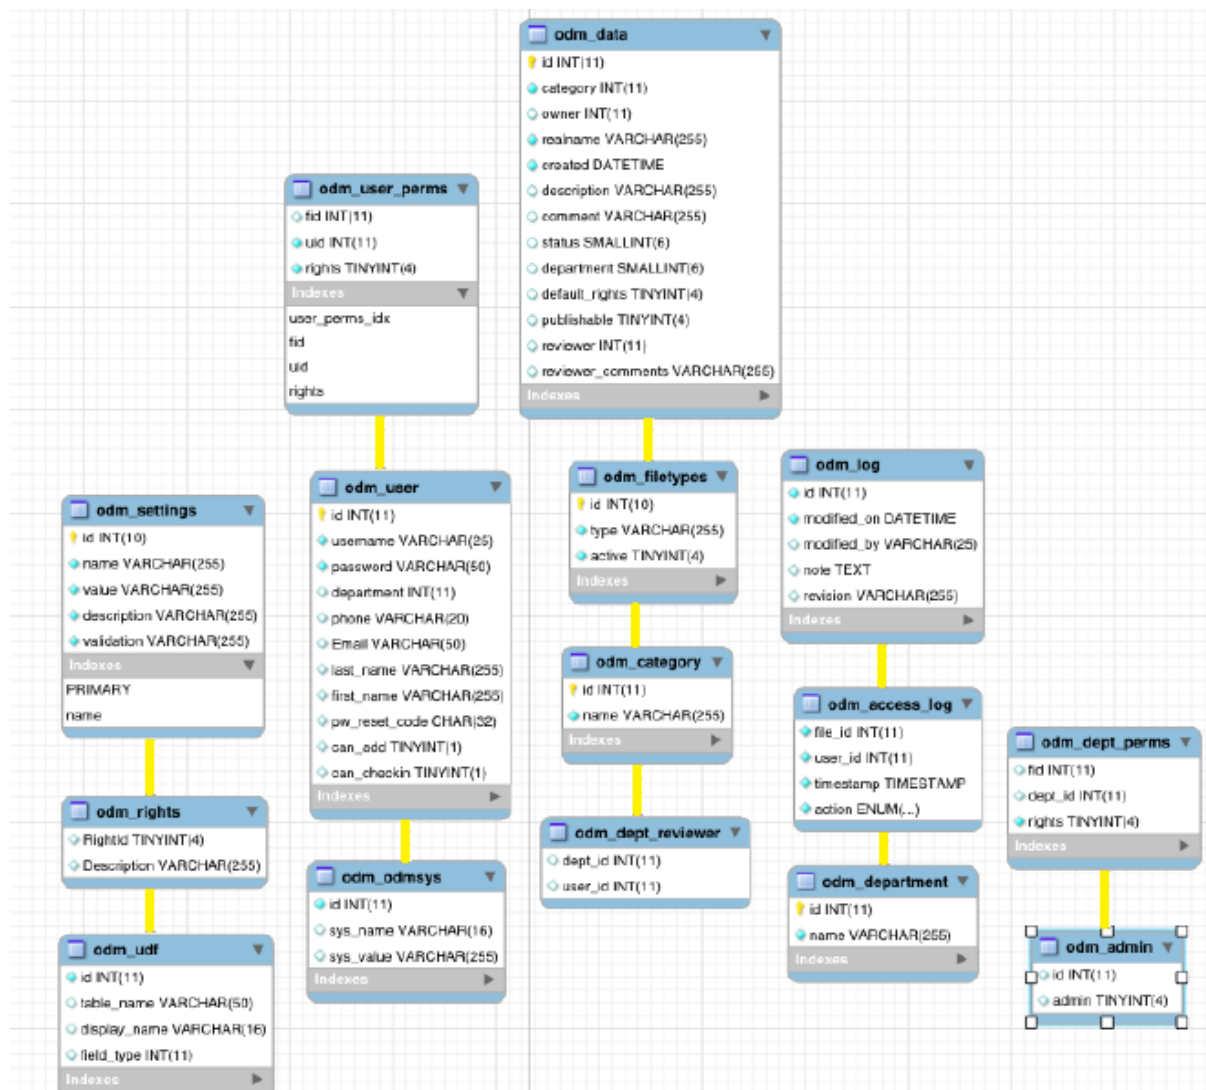 odm_data
id INT(11)
category INT(11)
owner INT(11)
realname VARCHAR(255)
created DATETIME
description VARCHAR(255)
comment VARCHAR(255)
status SMALLINT(6)
department SMALLINT(6)
default_rights TINYINT(4)
publishable TINYINT(4)
reviewer INT(11)
reviewer_comments VARCHAR(255)
Indexes
odm_user_perms
fid INT(11)
uid INT(11)
rights TINYINT(4)
Indexes
user_perms_idx
fid
uid
rights
odm_settings
id INT(10)
name VARCHAR(255)
value VARCHAR(255)
description VARCHAR(255)
validation VARCHAR(255)
Indexes
PRIMARY
name
odm_rights
RightId TINYINT(4)
Description VARCHAR(255)
odm_udf
id INT(11)
table_name VARCHAR(50)
display_name VARCHAR(16)
field_type INT(11)
Indexes
odm_user
id INT(11)
username VARCHAR(25)
password VARCHAR(50)
department INT(11)
phone VARCHAR(20)
Email VARCHAR(50)
last_name VARCHAR(255)
first_name VARCHAR(255)
pw_reset_code CHAR(32)
can_add TINYINT(1)
can_checkin TINYINT(1)
Indexes
odm_odmsys
id INT(11)
sys_name VARCHAR(16)
sys_value VARCHAR(255)
Indexes
odm_filetypes
id INT(10)
type VARCHAR(255)
active TINYINT(4)
Indexes
odm_category
id INT(11)
name VARCHAR(255)
Indexes
odm_dept_reviewer
dept_id INT(11)
user_id INT(11)
odm_log
id INT(11)
modified_on DATETIME
modified_by VARCHAR(25)
note TEXT
revision VARCHAR(255)
Indexes
odm_access_log
file_id INT(11)
user_id INT(11)
timestamp TIMESTAMP
action ENUM(...)
odm_department
id INT(11)
name VARCHAR(255)
Indexes
odm_dept_perms
fid INT(11)
dept_id INT(11)
rights TINYINT(4)
Indexes
odm_admin
id INT(11)
admin TINYINT(4)